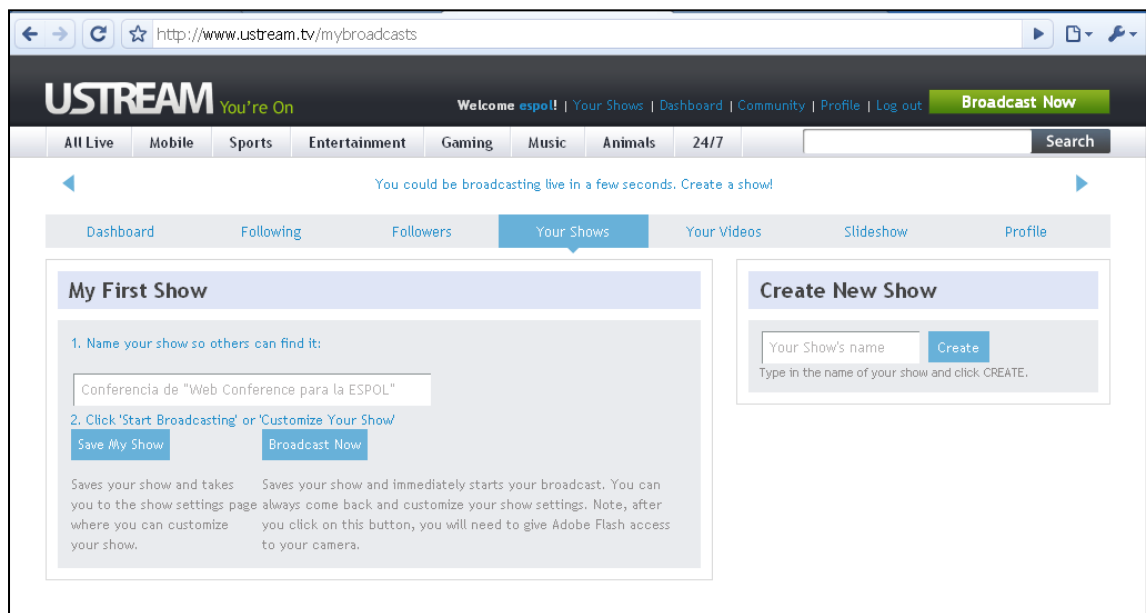 http://www.ustream.tv/mybroadcasts
USTREAM You're On
Welcome espol! | Your Shows | Dashboard | Community | Profile | Log out
Broadcast Now
All Live Mobile Sports Entertainment Gaming Music Animals 24/7
Search
You could be broadcasting live in a few seconds. Create a show!
Dashboard Following Followers Your Shows Your Videos Slideshow Profile
My First Show
1. Name your show so others can find it:
Conferencia de "Web Conference para la ESPOL"
2. Click 'Start Broadcasting' or 'Customize Your Show'
Save My Show
Saves your show and takes
you to the show settings page
where you can customize
your show.
Broadcast Now
Saves your show and immediately starts your broadcast. You can
always come back and customize your show settings. Note, after
you click on this button, you will need to give Adobe Flash access
to your camera.
Create New Show
Your Show's name
Create
Type in the name of your show and click CREATE.